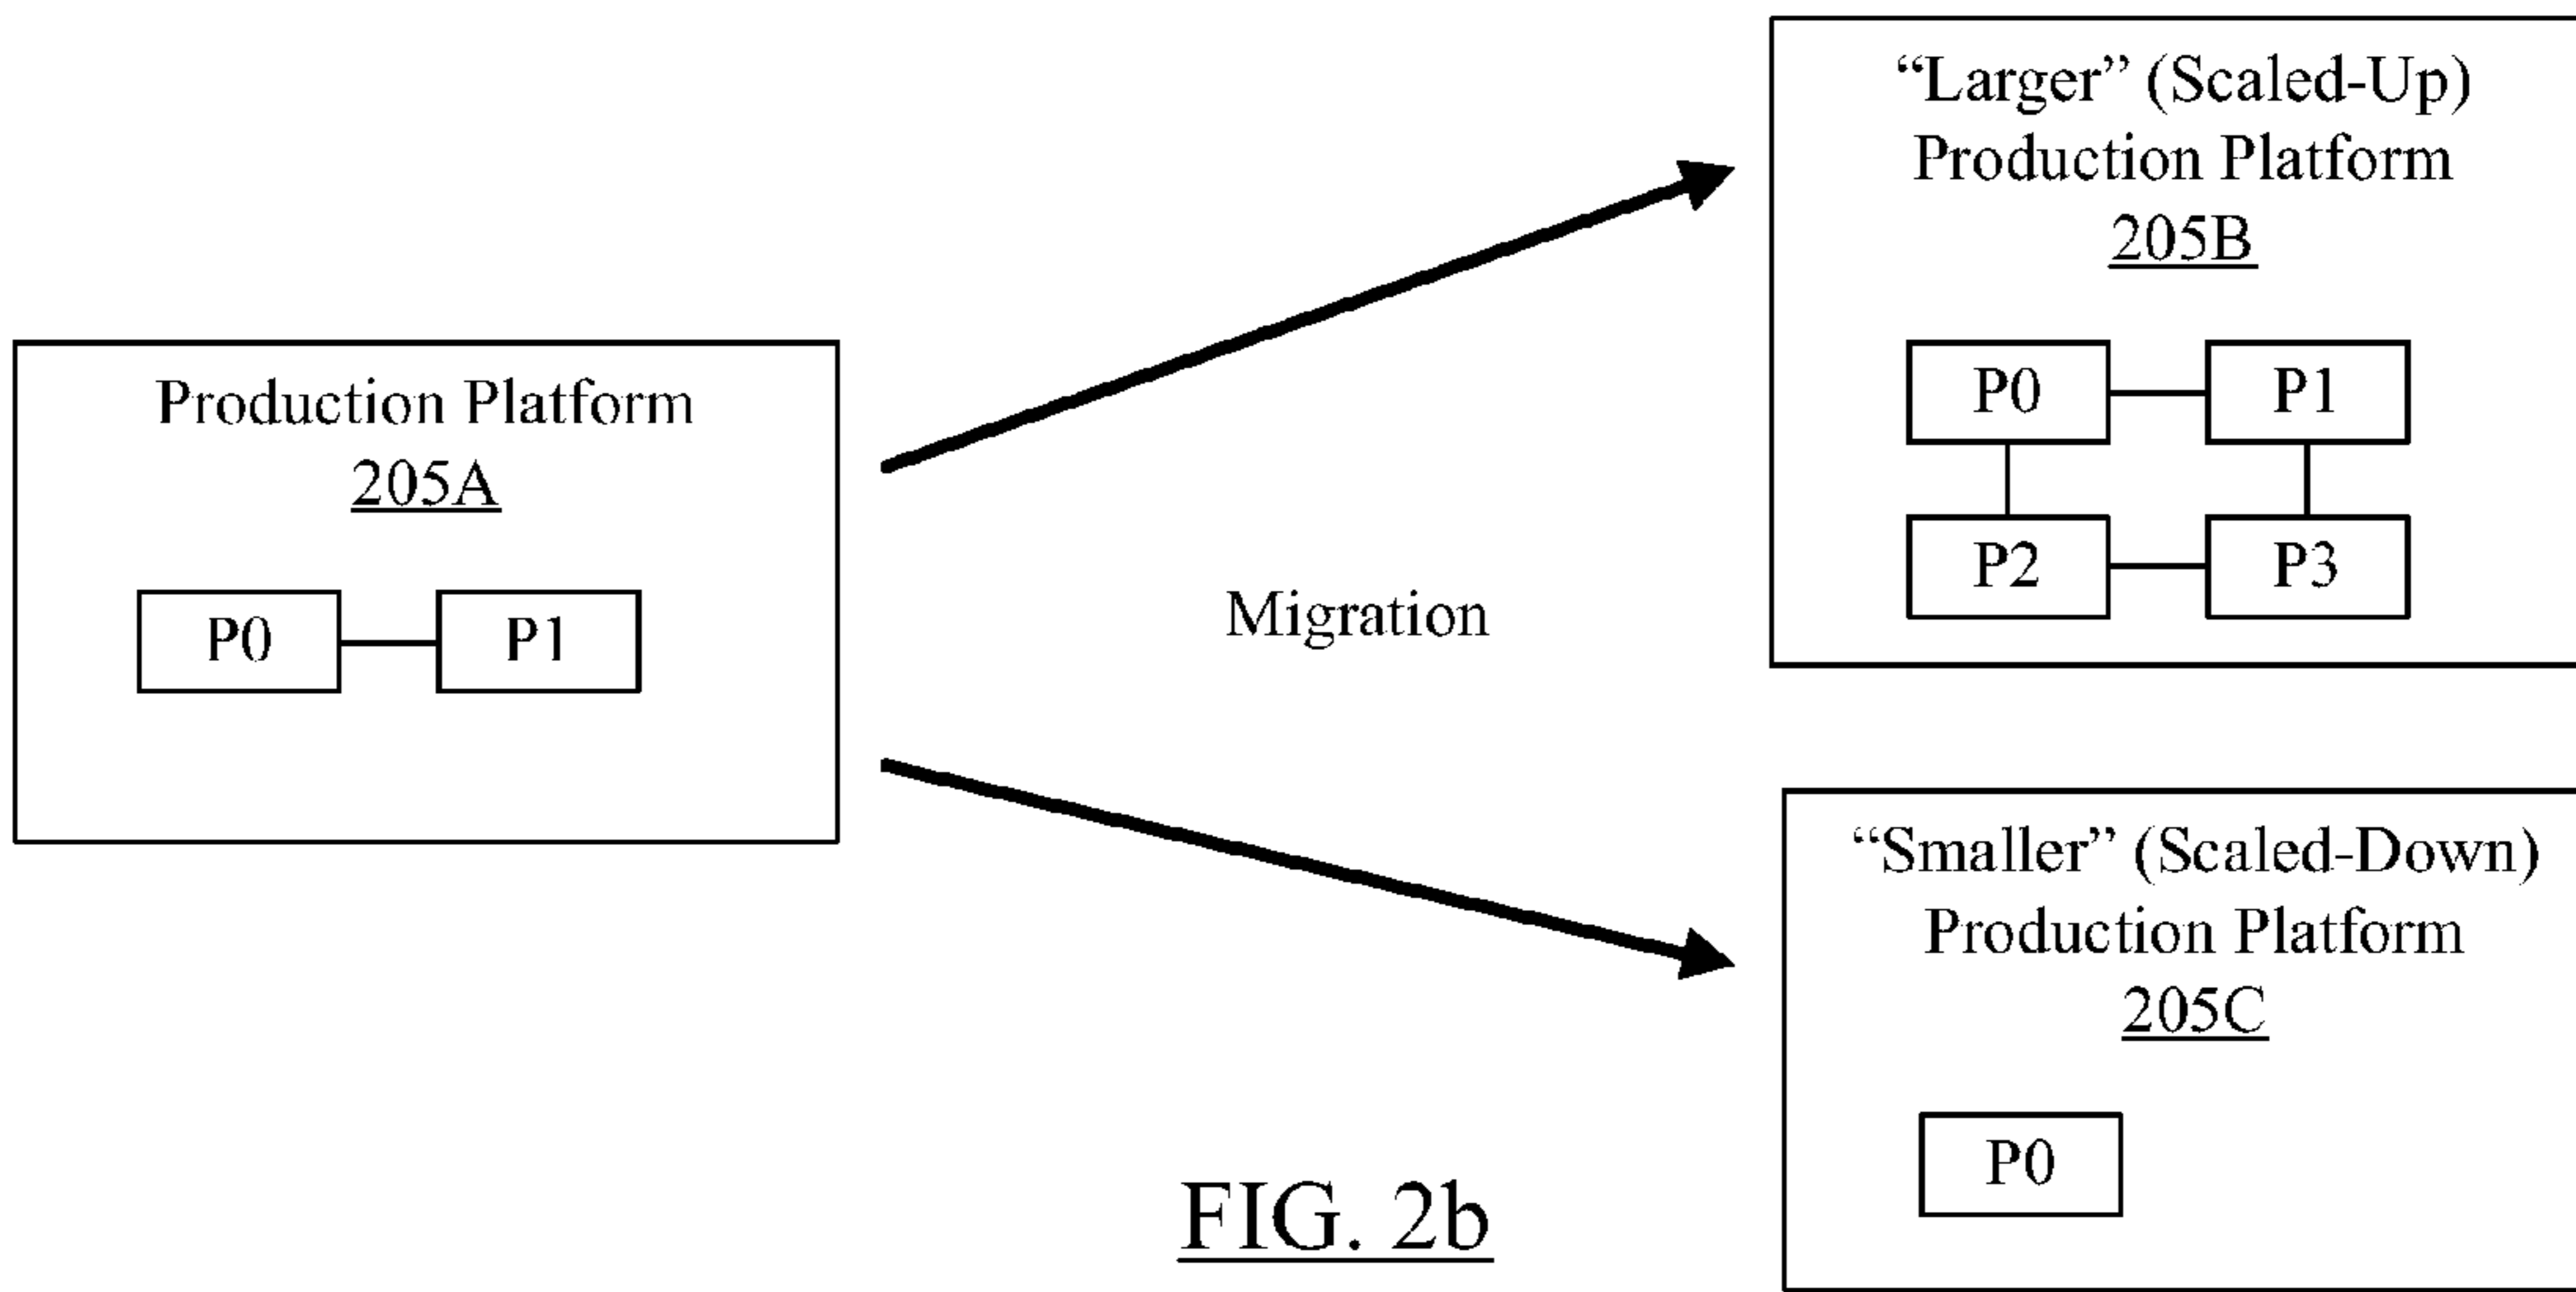 Production Platform
205A
P0
P1
Migration
“Larger” (Scaled-Up)
Production Platform
205B
P0
P1
P2
P3
“Smaller” (Scaled-Down)
Production Platform
205C
P0
FIG. 2b